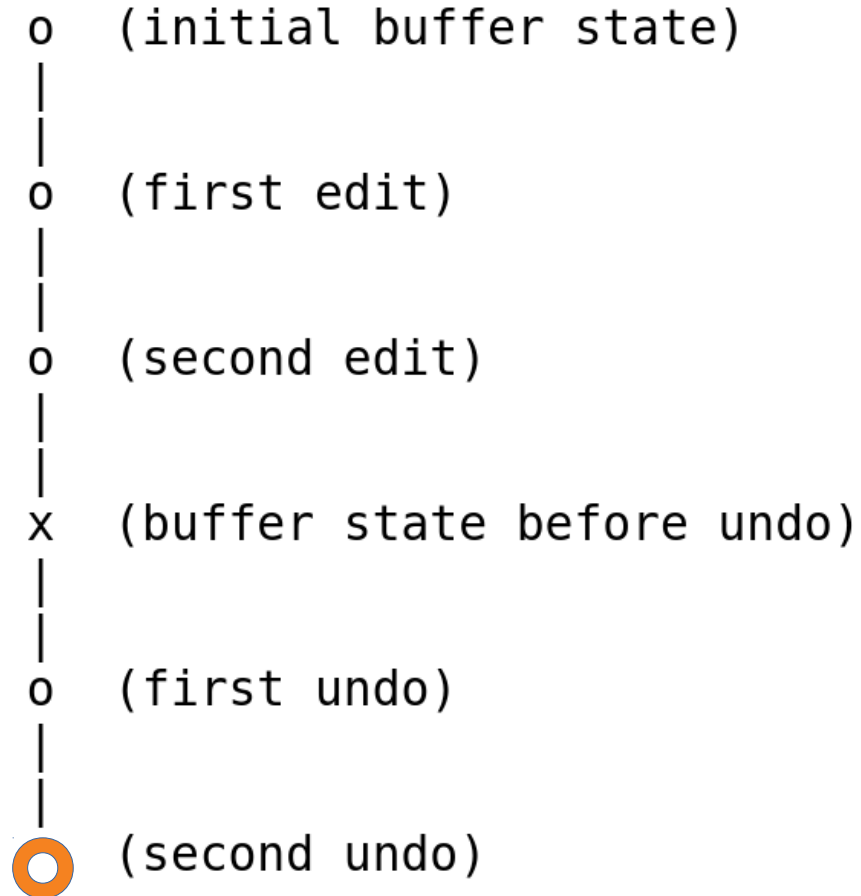 o (initial buffer state)
|
|
o (first edit)
|
|
o (second edit)
|
|
x (buffer state before undo)
|
|
o (first undo)
|
|
(second undo)